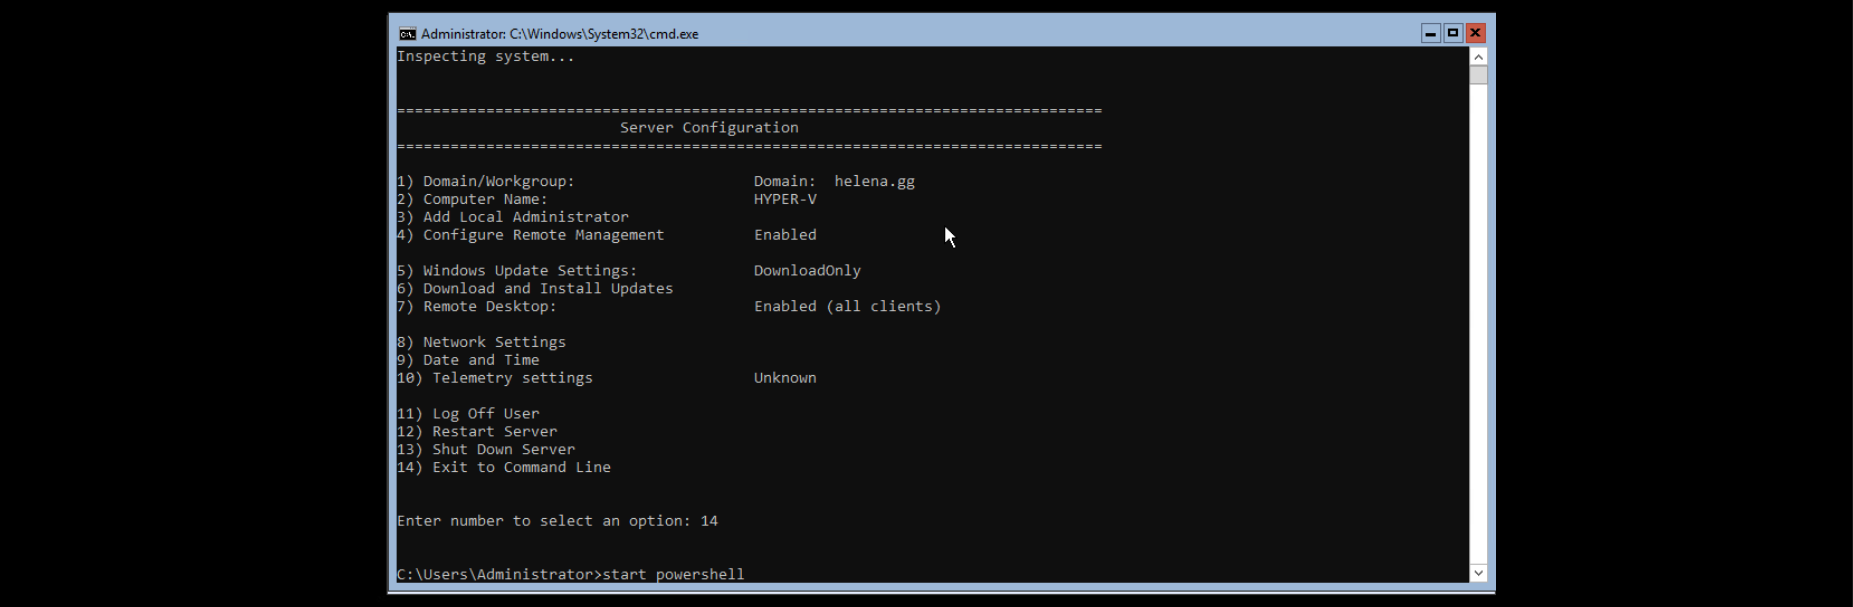 Administrator: C:\Windows\System32\cmd.exe
Inspecting system...
===============================================================================
                         Server Configuration
===============================================================================
1) Domain/Workgroup:                    Domain:  helena.gg
2) Computer Name:                       HYPER-V
3) Add Local Administrator
4) Configure Remote Management          Enabled
5) Windows Update Settings:             DownloadOnly
6) Download and Install Updates
7) Remote Desktop:                      Enabled (all clients)
8) Network Settings
9) Date and Time
10) Telemetry settings                  Unknown
11) Log Off User
12) Restart Server
13) Shut Down Server
14) Exit to Command Line
Enter number to select an option: 14
C:\Users\Administrator>start powershell